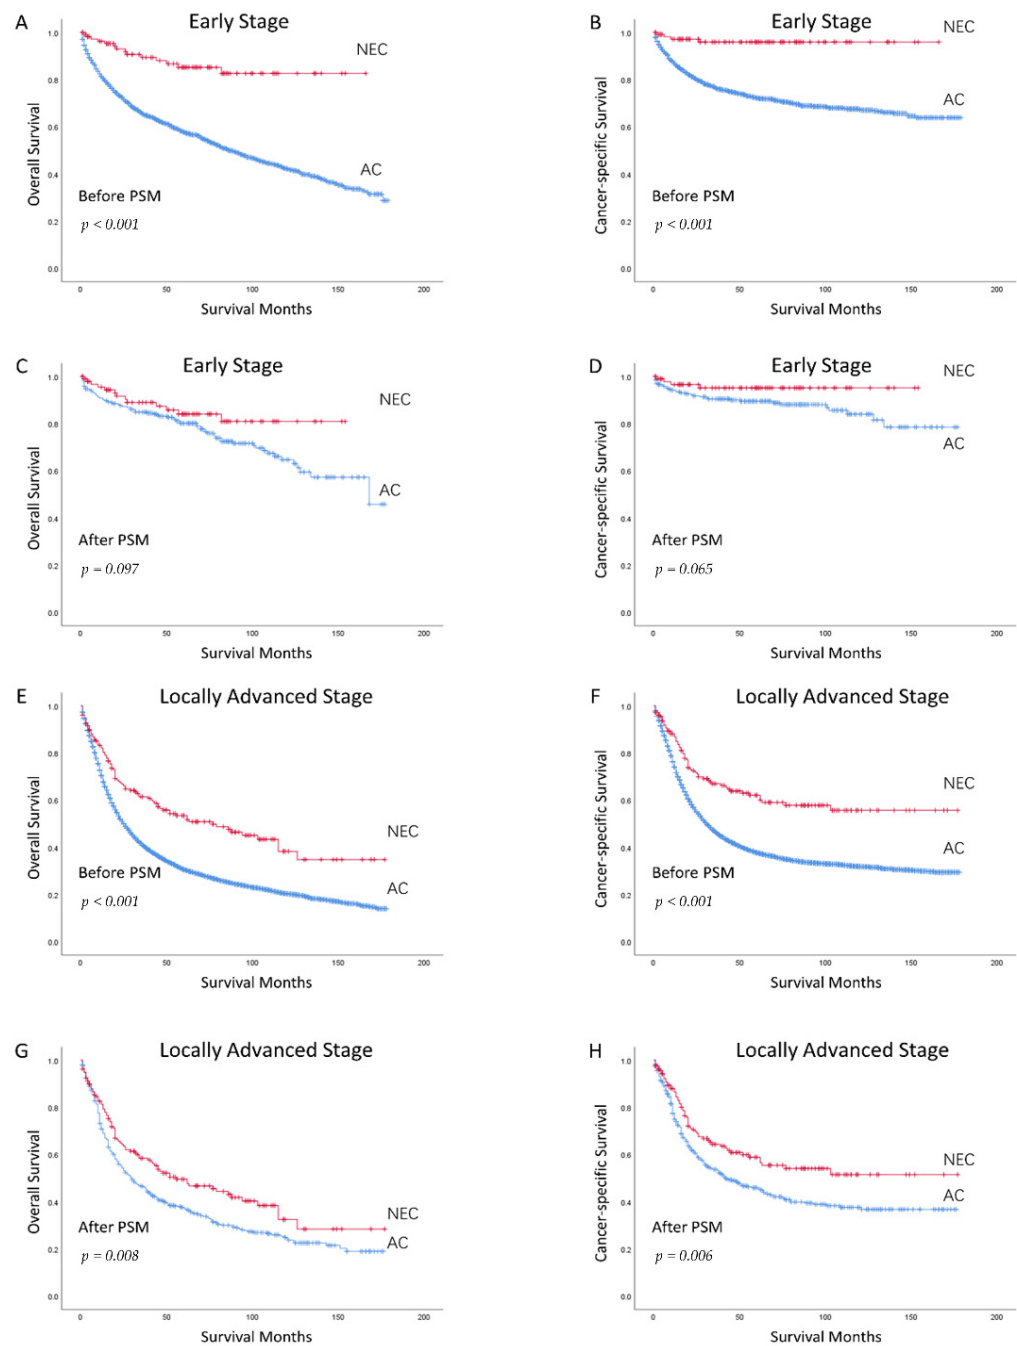 A
Early Stage
1.0
0.8
0.6
0.4
0.2
0.0
Overall Survival
NEC
AC
Before PSM
p < 0.001
0 50 100 150 200
Survival Months
B
Early Stage
1.0
0.8
0.6
0.4
0.2
0.0
Cancer-specific Survival
NEC
AC
Before PSM
p < 0.001
0 50 100 150 200
Survival Months
C
Early Stage
1.0
0.8
0.6
0.4
0.2
0.0
Overall Survival
NEC
AC
After PSM
p = 0.097
0 50 100 150 200
Survival Months
D
Early Stage
1.0
0.8
0.6
0.4
0.2
0.0
Cancer-specific Survival
NEC
AC
After PSM
p = 0.065
0 50 100 150 200
Survival Months
E
Locally Advanced Stage
1.0
0.8
0.6
0.4
0.2
0.0
Overall Survival
NEC
AC
Before PSM
p < 0.001
0 50 100 150 200
Survival Months
F
Locally Advanced Stage
1.0
0.8
0.6
0.4
0.2
0.0
Cancer-specific Survival
NEC
AC
Before PSM
p < 0.001
0 50 100 150 200
Survival Months
G
Locally Advanced Stage
1.0
0.8
0.6
0.4
0.2
0.0
Overall Survival
NEC
AC
After PSM
p = 0.008
0 50 100 150 200
Survival Months
H
Locally Advanced Stage
1.0
0.8
0.6
0.4
0.2
0.0
Cancer-specific Survival
NEC
AC
After PSM
p = 0.006
0 50 100 150 200
Survival Months